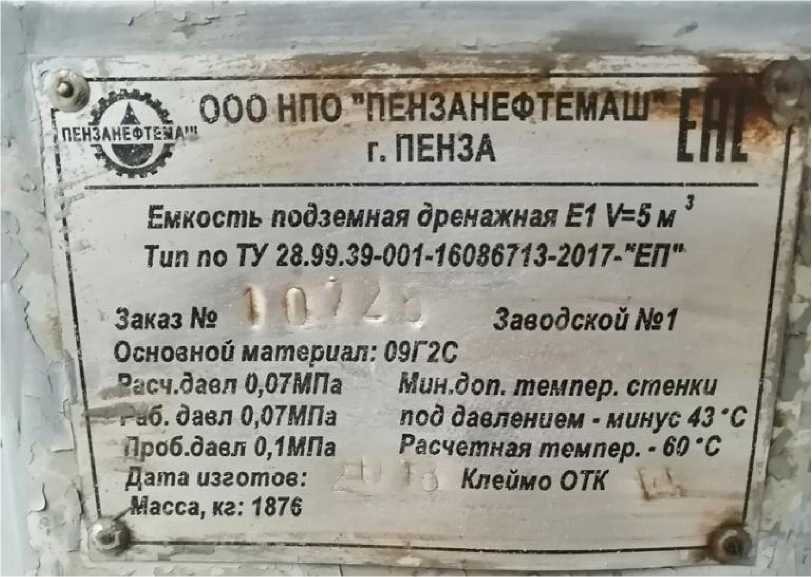 ООО НПО "ПЕНЗАНЕФТЕМАШ"
ПЕНЗАНЕФТЕМА
г. ПЕНЗА
ЕАС
Емкость подземная дренажная Е1 V=5 м³
Тип по ТУ 28.99.39-001-16086713-2017-"ЕП"
Заказ № Заводской №1
Основной материал: 09Г2С
Расч.давл 0,07МПа Мин.доп. темпер. стенки
Раб. давл 0,07МПа под давлением - минус 43 °С
Проб.давл 0,1МПа Расчетная темпер. - 60 °С
Дата изготов: Клеймо ОТК
Масса, кг: 1876